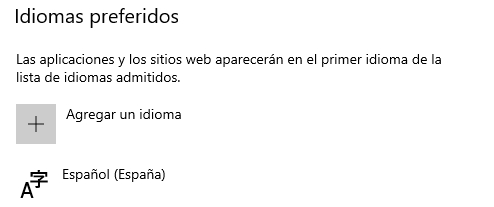 Idiomas preferidos
Las aplicaciones y los sitios web aparecerán en el primer idioma de la
lista de idiomas admitidos.
Agregar un idioma
Español (España)